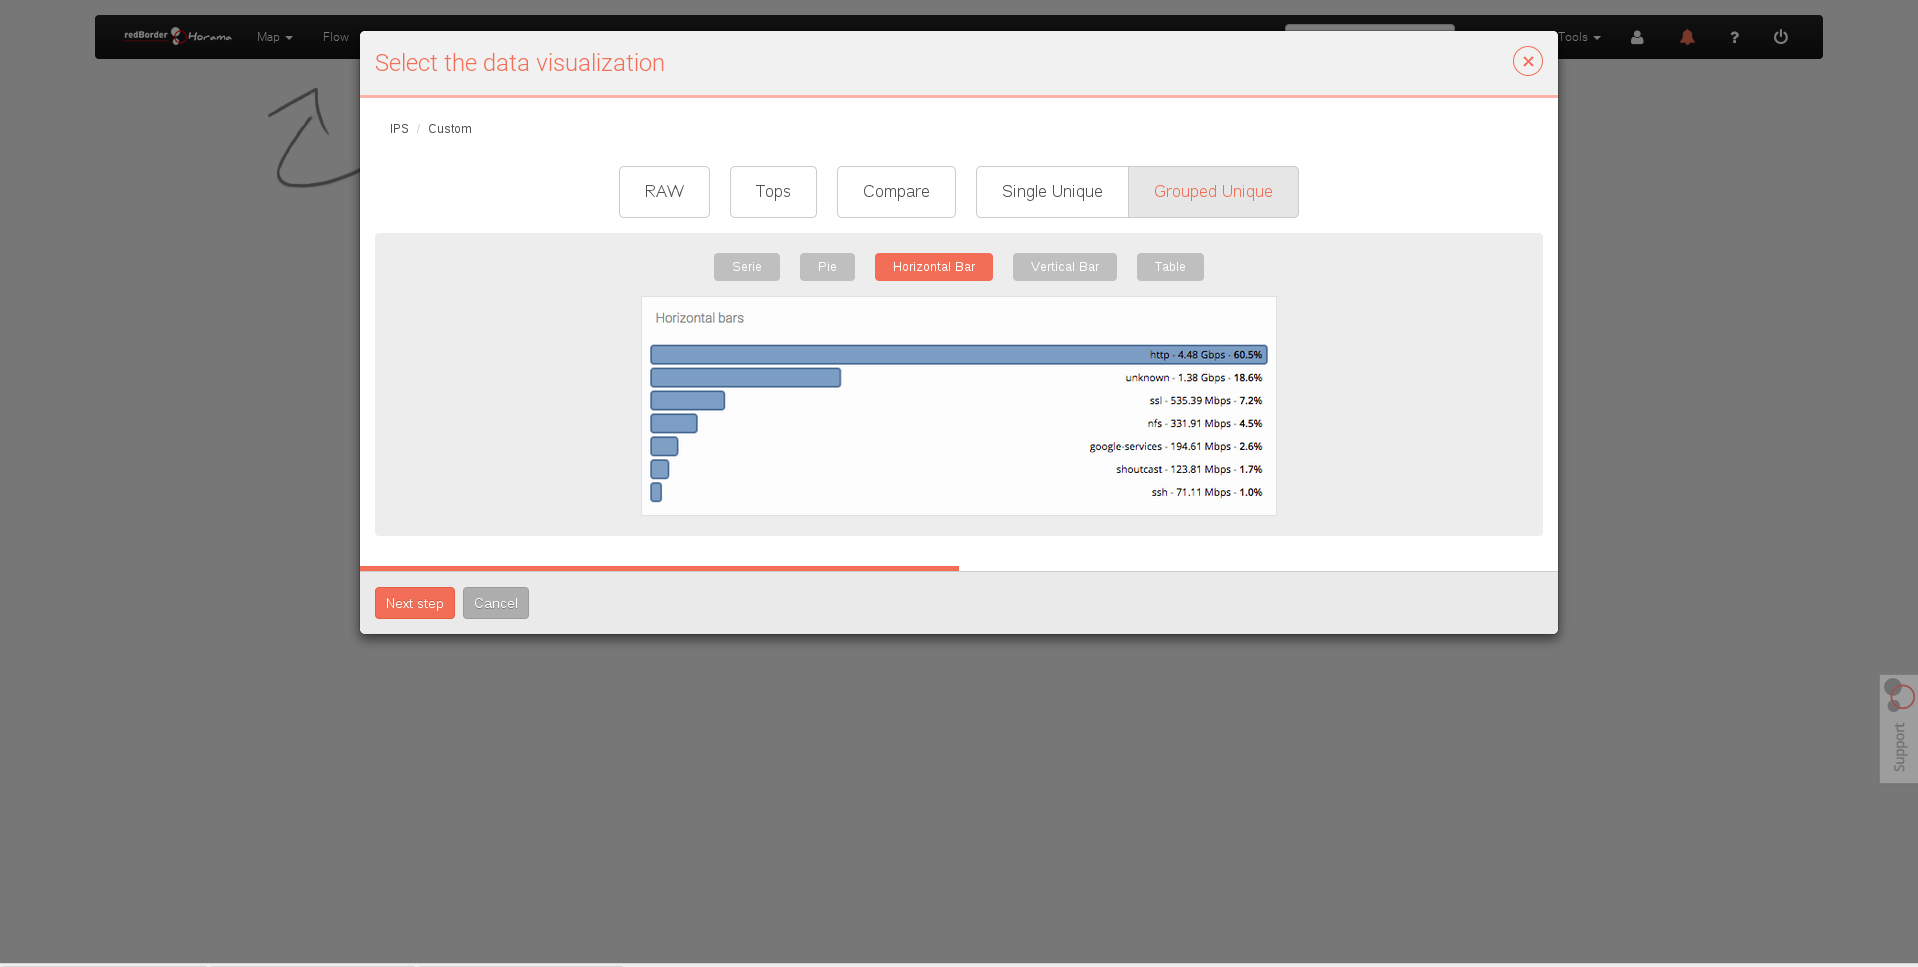 redBorder Horama Map Flow Tools ?
Select the data visualization
IPS / Custom
RAW Tops Compare Single Unique Grouped Unique
Serie Pie Horizontal Bar Vertical Bar Table
Horizontal bars
http - 4.48 Gbps - 60.5%
unknown - 1.38 Gbps - 18.6%
ssl - 535.39 Mbps - 7.2%
nfs - 331.91 Mbps - 4.5%
google-services - 194.61 Mbps - 2.6%
shoutcast - 123.81 Mbps - 1.7%
ssh - 71.11 Mbps - 1.0%
Next step Cancel
Support